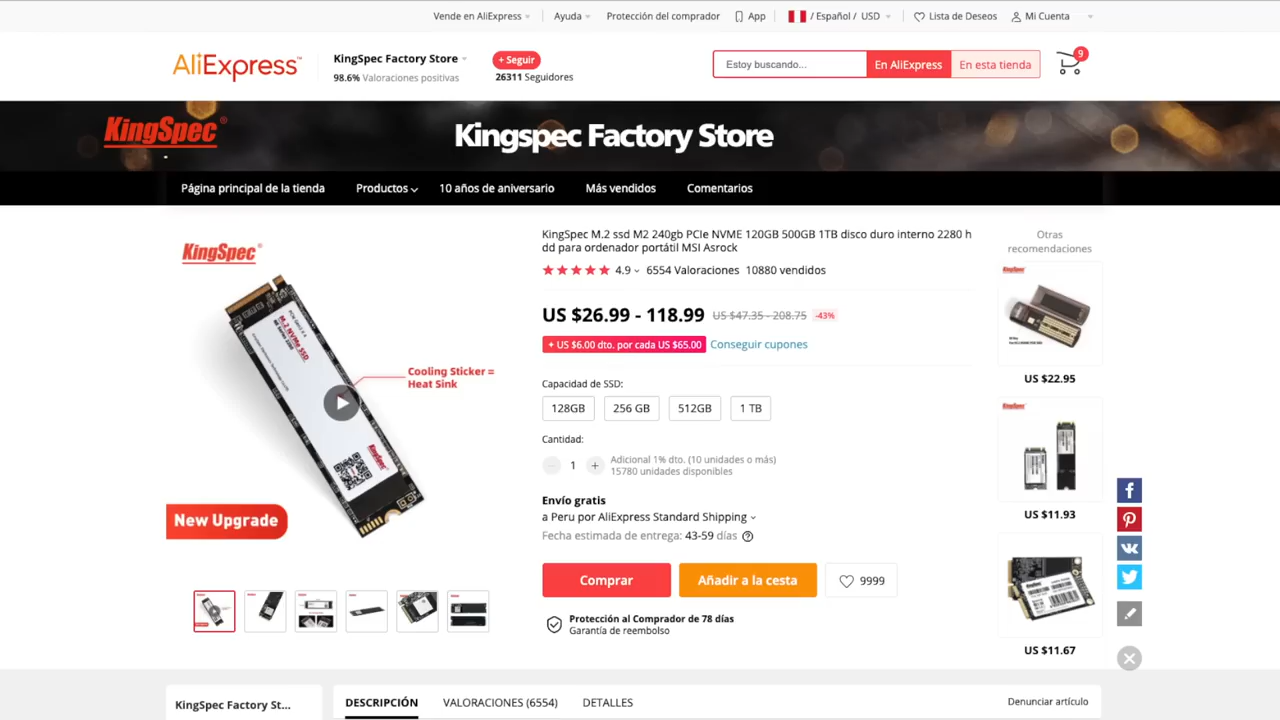 Vende en AliExpress
Ayuda
Protección del comprador
App
/ Español / USD
Lista de Deseos
Mi Cuenta
AliExpress™
KingSpec Factory Store
98.6% Valoraciones positivas
+ Seguir
26311 Seguidores
Estoy buscando...
En AliExpress
En esta tienda
9
KingSpec®
Kingspec Factory Store
Página principal de la tienda
Productos
10 años de aniversario
Más vendidos
Comentarios
KingSpec®
M.2 NVMe SSD
Cooling Sticker =
Heat Sink
KingSpec
New Upgrade
KingSpec M.2 ssd M2 240gb PCIe NVME 120GB 500GB 1TB disco duro interno 2280 h
dd para ordenador portátil MSI Asrock
4.9
6554 Valoraciones
10880 vendidos
US $26.99 - 118.99
US $47.35 - 208.75
-43%
+ US $6.00 dto. por cada US $65.00
Conseguir cupones
Capacidad de SSD:
128GB
256 GB
512GB
1 TB
Cantidad:
1
+
Adicional 1% dto. (10 unidades o más)
15780 unidades disponibles
Envío gratis
a Peru por AliExpress Standard Shipping
Fecha estimada de entrega: 43-59 días
Comprar
Añadir a la cesta
9999
Protección al Comprador de 78 días
Garantía de reembolso
Otras
recomendaciones
KingSpec
US $22.95
KingSpec
US $11.93
KingSpec
US $11.67
KingSpec Factory St...
DESCRIPCIÓN
VALORACIONES (6554)
DETALLES
Denunciar artículo